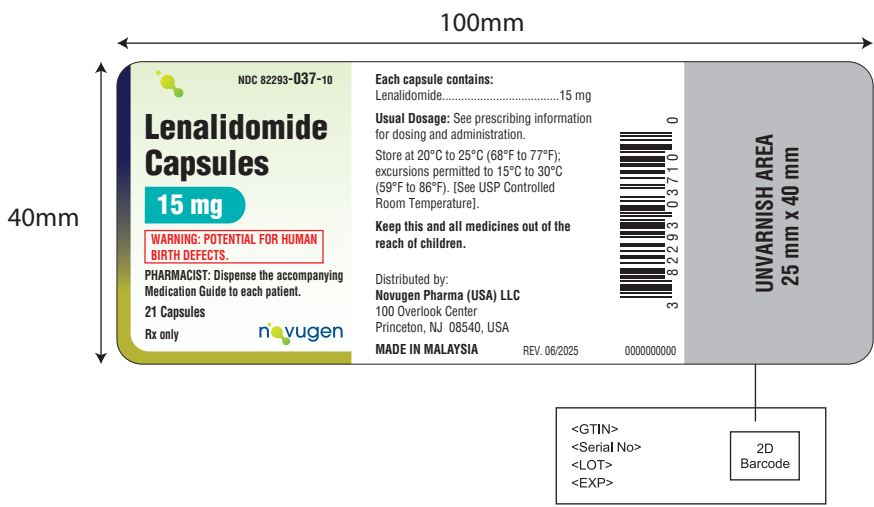 100mm
40mm
NDC 82293-037-10
Lenalidomide
Capsules
15 mg
WARNING: POTENTIAL FOR HUMAN
BIRTH DEFECTS.
PHARMACIST: Dispense the accompanying
Medication Guide to each patient.
21 Capsules
Rx only
novugen
Each capsule contains:
Lenalidomide.....................................15 mg
Usual Dosage: See prescribing information
for dosing and administration.
Store at 20°C to 25°C (68°F to 77°F);
excursions permitted to 15°C to 30°C
(59°F to 86°F). [See USP Controlled
Room Temperature].
Keep this and all medicines out of the
reach of children.
Distributed by:
Novugen Pharma (USA) LLC
100 Overlook Center
Princeton, NJ 08540, USA
MADE IN MALAYSIA
REV. 06/2025
3 82293 03710 0
0000000000
UNVARNISH AREA
25 mm x 40 mm
<GTIN>
<Serial No>
<LOT>
<EXP>
2D
Barcode